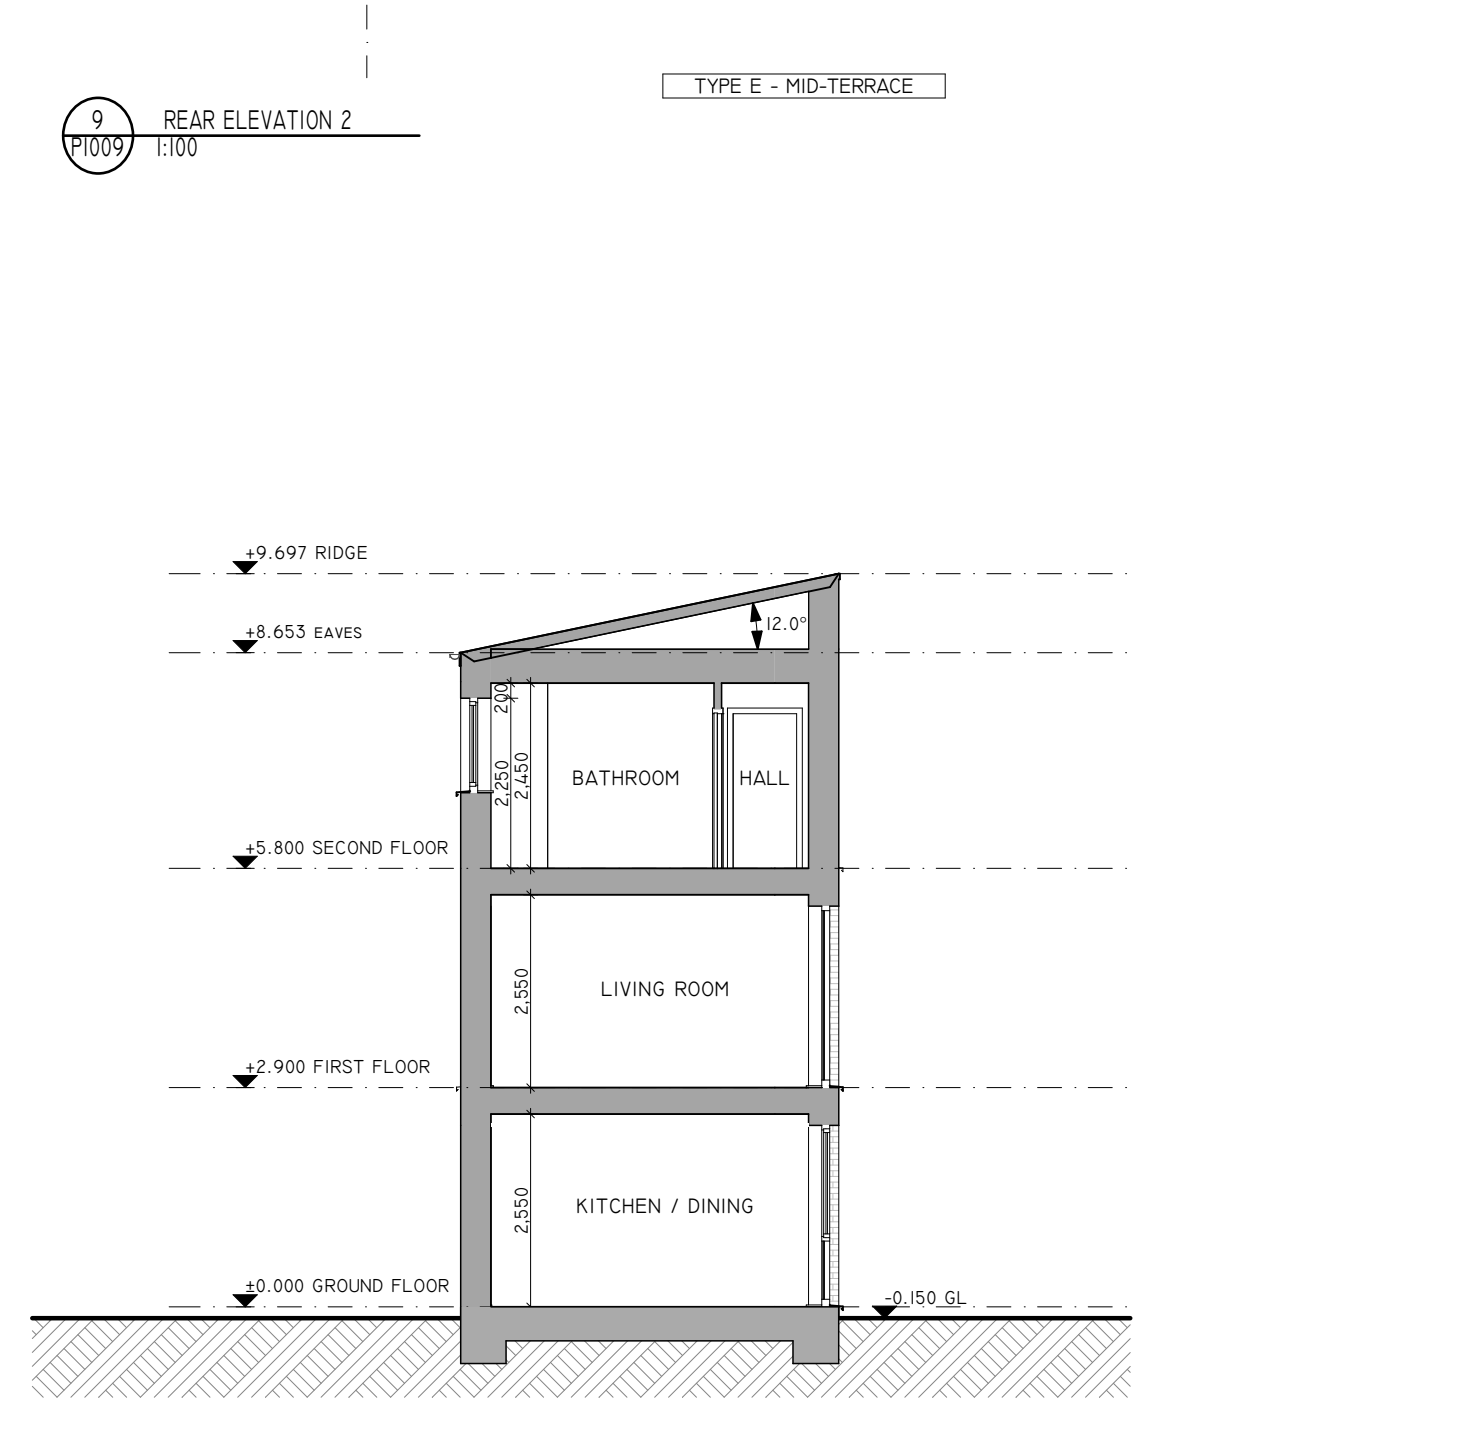 TYPE E - MID-TERRACE
9
REAR ELEVATION 2
P1009
1:100
+9.697 RIDGE
+8.653 EAVES
12.0°
200
2,250
2,450
BATHROOM
HALL
+5.800 SECOND FLOOR
2,550
LIVING ROOM
+2.900 FIRST FLOOR
2,550
KITCHEN / DINING
±0.000 GROUND FLOOR
-0.150 GL